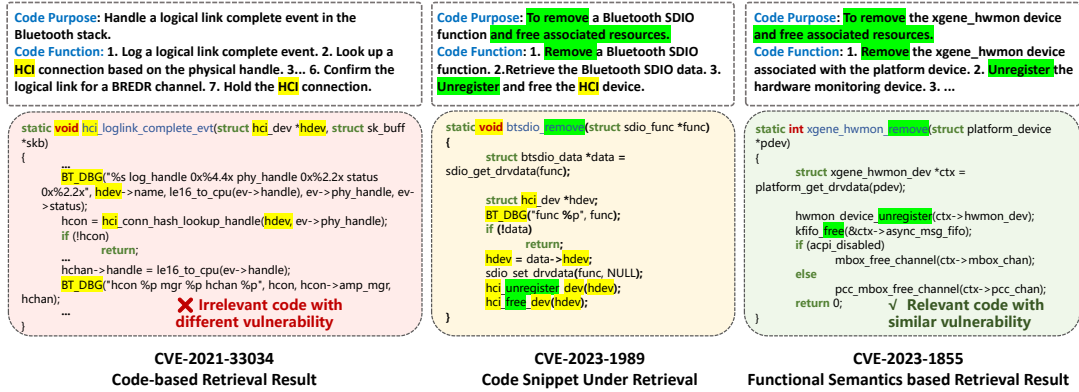 Code Purpose: Handle a logical link complete event in the
Bluetooth stack.
Code Function: 1. Log a logical link complete event. 2. Look up
a HCI connection based on the physical handle. 3... 6. Confirm the
logical link for a BREDR channel. 7. Hold the HCI connection.
static void hci_loglink_complete_evt(struct hci_dev *hdev, struct sk_buff
*skb)
{
...
BT_DBG("%s log_handle 0x%4.4x phy_handle 0x%2.2x status
0x%2.2x", hdev->name, le16_to_cpu(ev->handle), ev->phy_handle, ev-
>status);
hcon = hci_conn_hash_lookup_handle(hdev, ev->phy_handle);
if (!hcon)
return;
...
hchan->handle = le16_to_cpu(ev->handle);
BT_DBG("hcon %p mgr %p hchan %p", hcon, hcon->amp_mgr,
hchan);
...
}
❌ Irrelevant code with
different vulnerability
CVE-2021-33034
Code-based Retrieval Result
Code Purpose: To remove a Bluetooth SDIO
function and free associated resources.
Code Function: 1. Remove a Bluetooth SDIO
function. 2.Retrieve the Bluetooth SDIO data. 3.
Unregister and free the HCI device.
static void btsdio_remove(struct sdio_func *func)
{
struct btsdio_data *data =
sdio_get_drvdata(func);
struct hci_dev *hdev;
BT_DBG("func %p", func);
if (!data)
return;
hdev = data->hdev;
sdio_set_drvdata(func, NULL);
hci_unregister_dev(hdev);
hci_free_dev(hdev);
}
CVE-2023-1989
Code Snippet Under Retrieval
Code Purpose: To remove the xgene_hwmon device
and free associated resources.
Code Function: 1. Remove the xgene_hwmon device
associated with the platform device. 2. Unregister the
hardware monitoring device. 3. ...
static int xgene_hwmon_remove(struct platform_device
*pdev)
{
struct xgene_hwmon_dev *ctx =
platform_get_drvdata(pdev);
hwmon_device_unregister(ctx->hwmon_dev);
kfifo_free(&ctx->async_msg_fifo);
if (acpi_disabled)
mbox_free_channel(ctx->mbox_chan);
else
pcc_mbox_free_channel(ctx->pcc_chan);
return 0;
}
√ Relevant code with
similar vulnerability
CVE-2023-1855
Functional Semantics based Retrieval Result